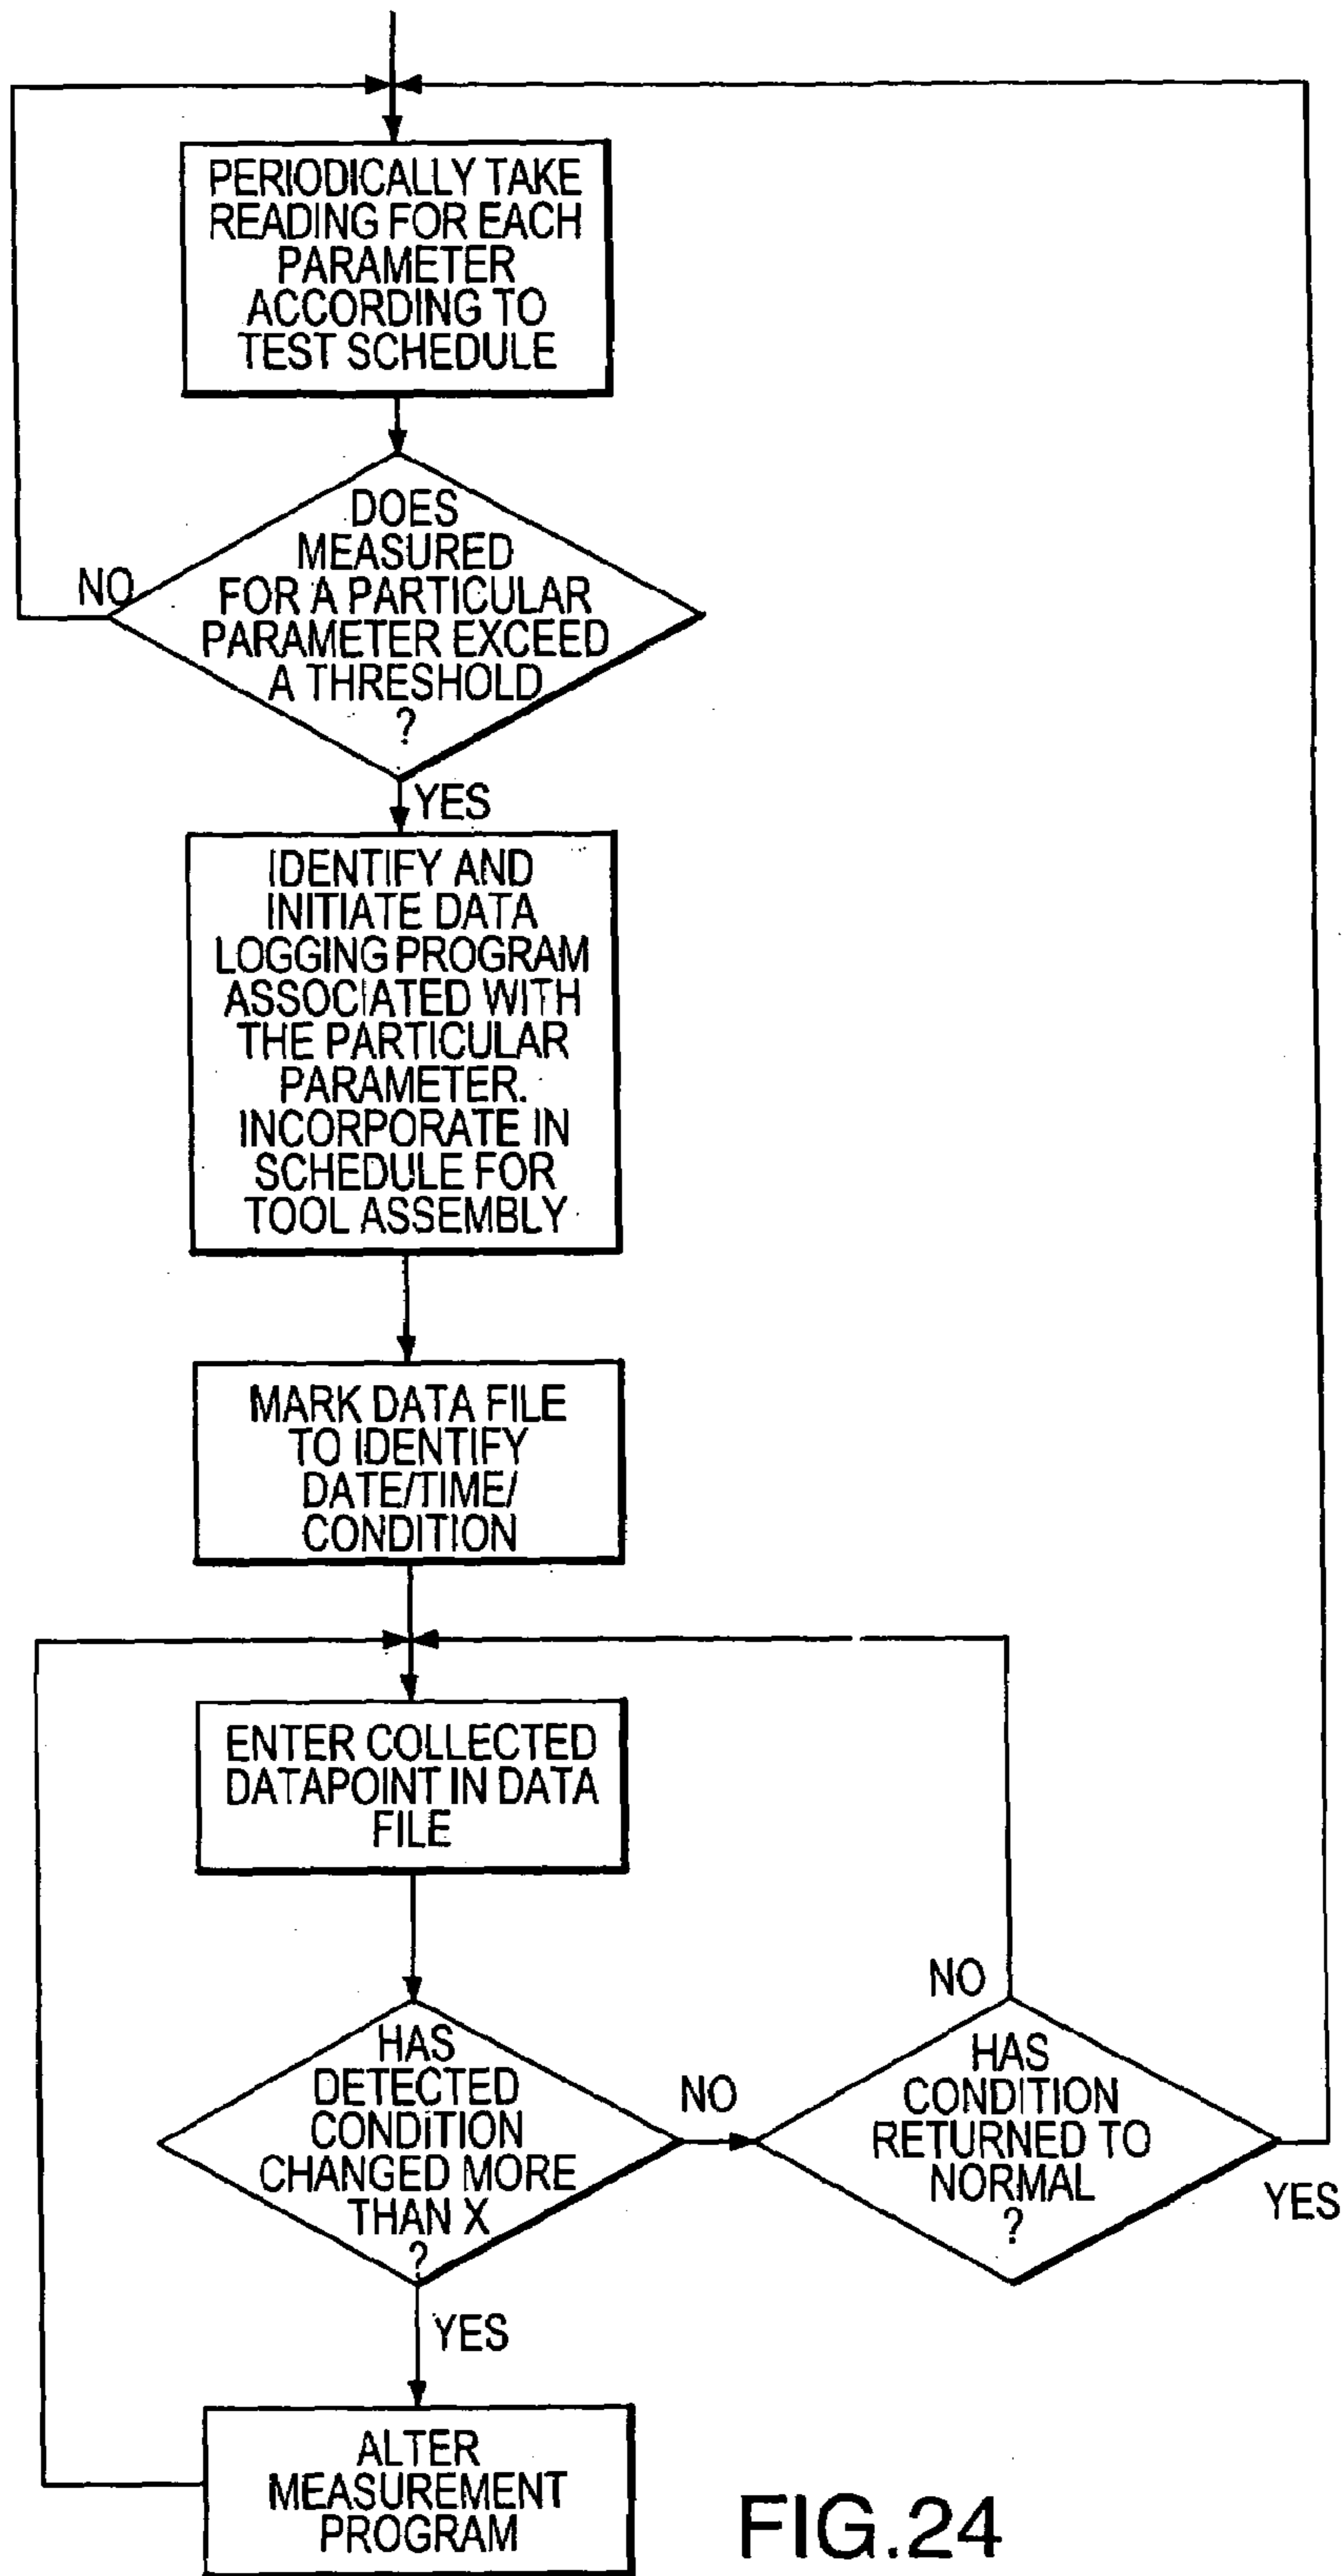 PERIODICALLY TAKE
READING FOR EACH
PARAMETER
ACCORDING TO
TEST SCHEDULE
DOES
MEASURED
FOR A PARTICULAR
PARAMETER EXCEED
A THRESHOLD
?
NO
YES
IDENTIFY AND
INITIATE DATA
LOGGING PROGRAM
ASSOCIATED WITH
THE PARTICULAR
PARAMETER.
INCORPORATE IN
SCHEDULE FOR
TOOL ASSEMBLY
MARK DATA FILE
TO IDENTIFY
DATE/TIME/
CONDITION
ENTER COLLECTED
DATAPOINT IN DATA
FILE
HAS
DETECTED
CONDITION
CHANGED MORE
THAN X
?
NO
HAS
CONDITION
RETURNED TO
NORMAL
?
NO
YES
YES
ALTER
MEASUREMENT
PROGRAM
FIG.24